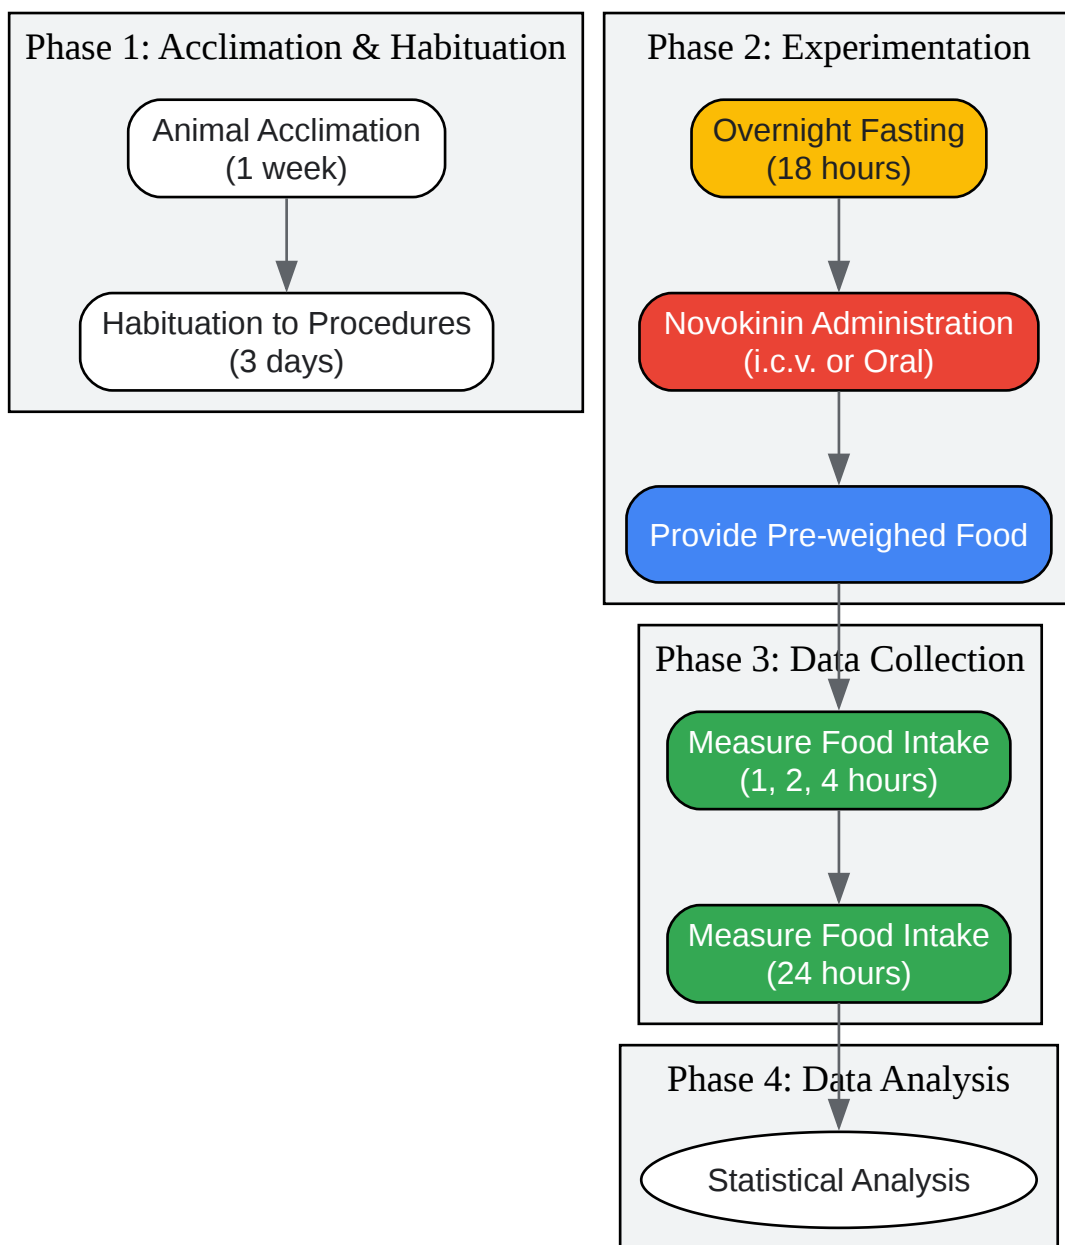 Phase 1: Acclimation & Habituation
Animal Acclimation
(1 week)
Habituation to Procedures
(3 days)
Phase 2: Experimentation
Overnight Fasting
(18 hours)
Novokinin Administration
(i.c.v. or Oral)
Provide Pre-weighed Food
Phase 3: Data Collection
Measure Food Intake
(1, 2, 4 hours)
Measure Food Intake
(24 hours)
Phase 4: Data Analysis
Statistical Analysis